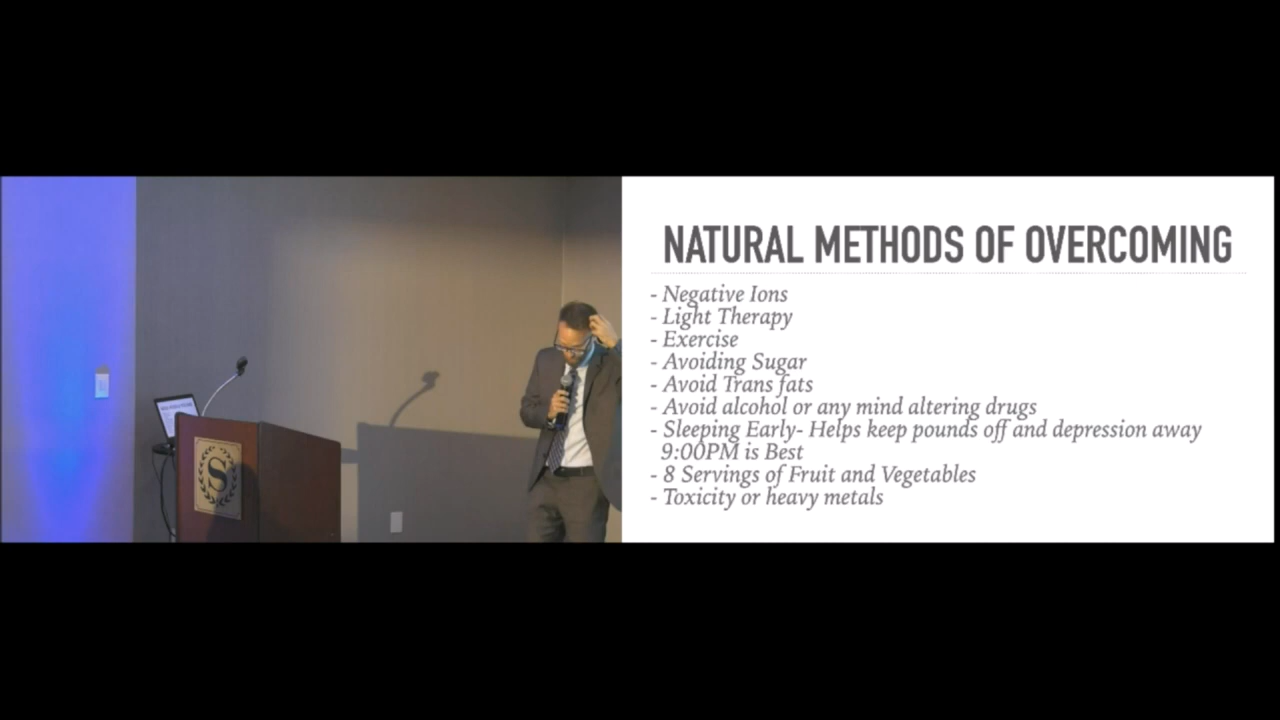 NATURAL METHODS OF OVERCOMING
- Negative Ions
- Light Therapy
- Exercise
- Avoiding Sugar
- Avoid Trans fats
- Avoid alcohol or any mind altering drugs
- Sleeping Early- Helps keep pounds off and depression away
9:00PM is Best
- 8 Servings of Fruit and Vegetables
- Toxicity or heavy metals
S